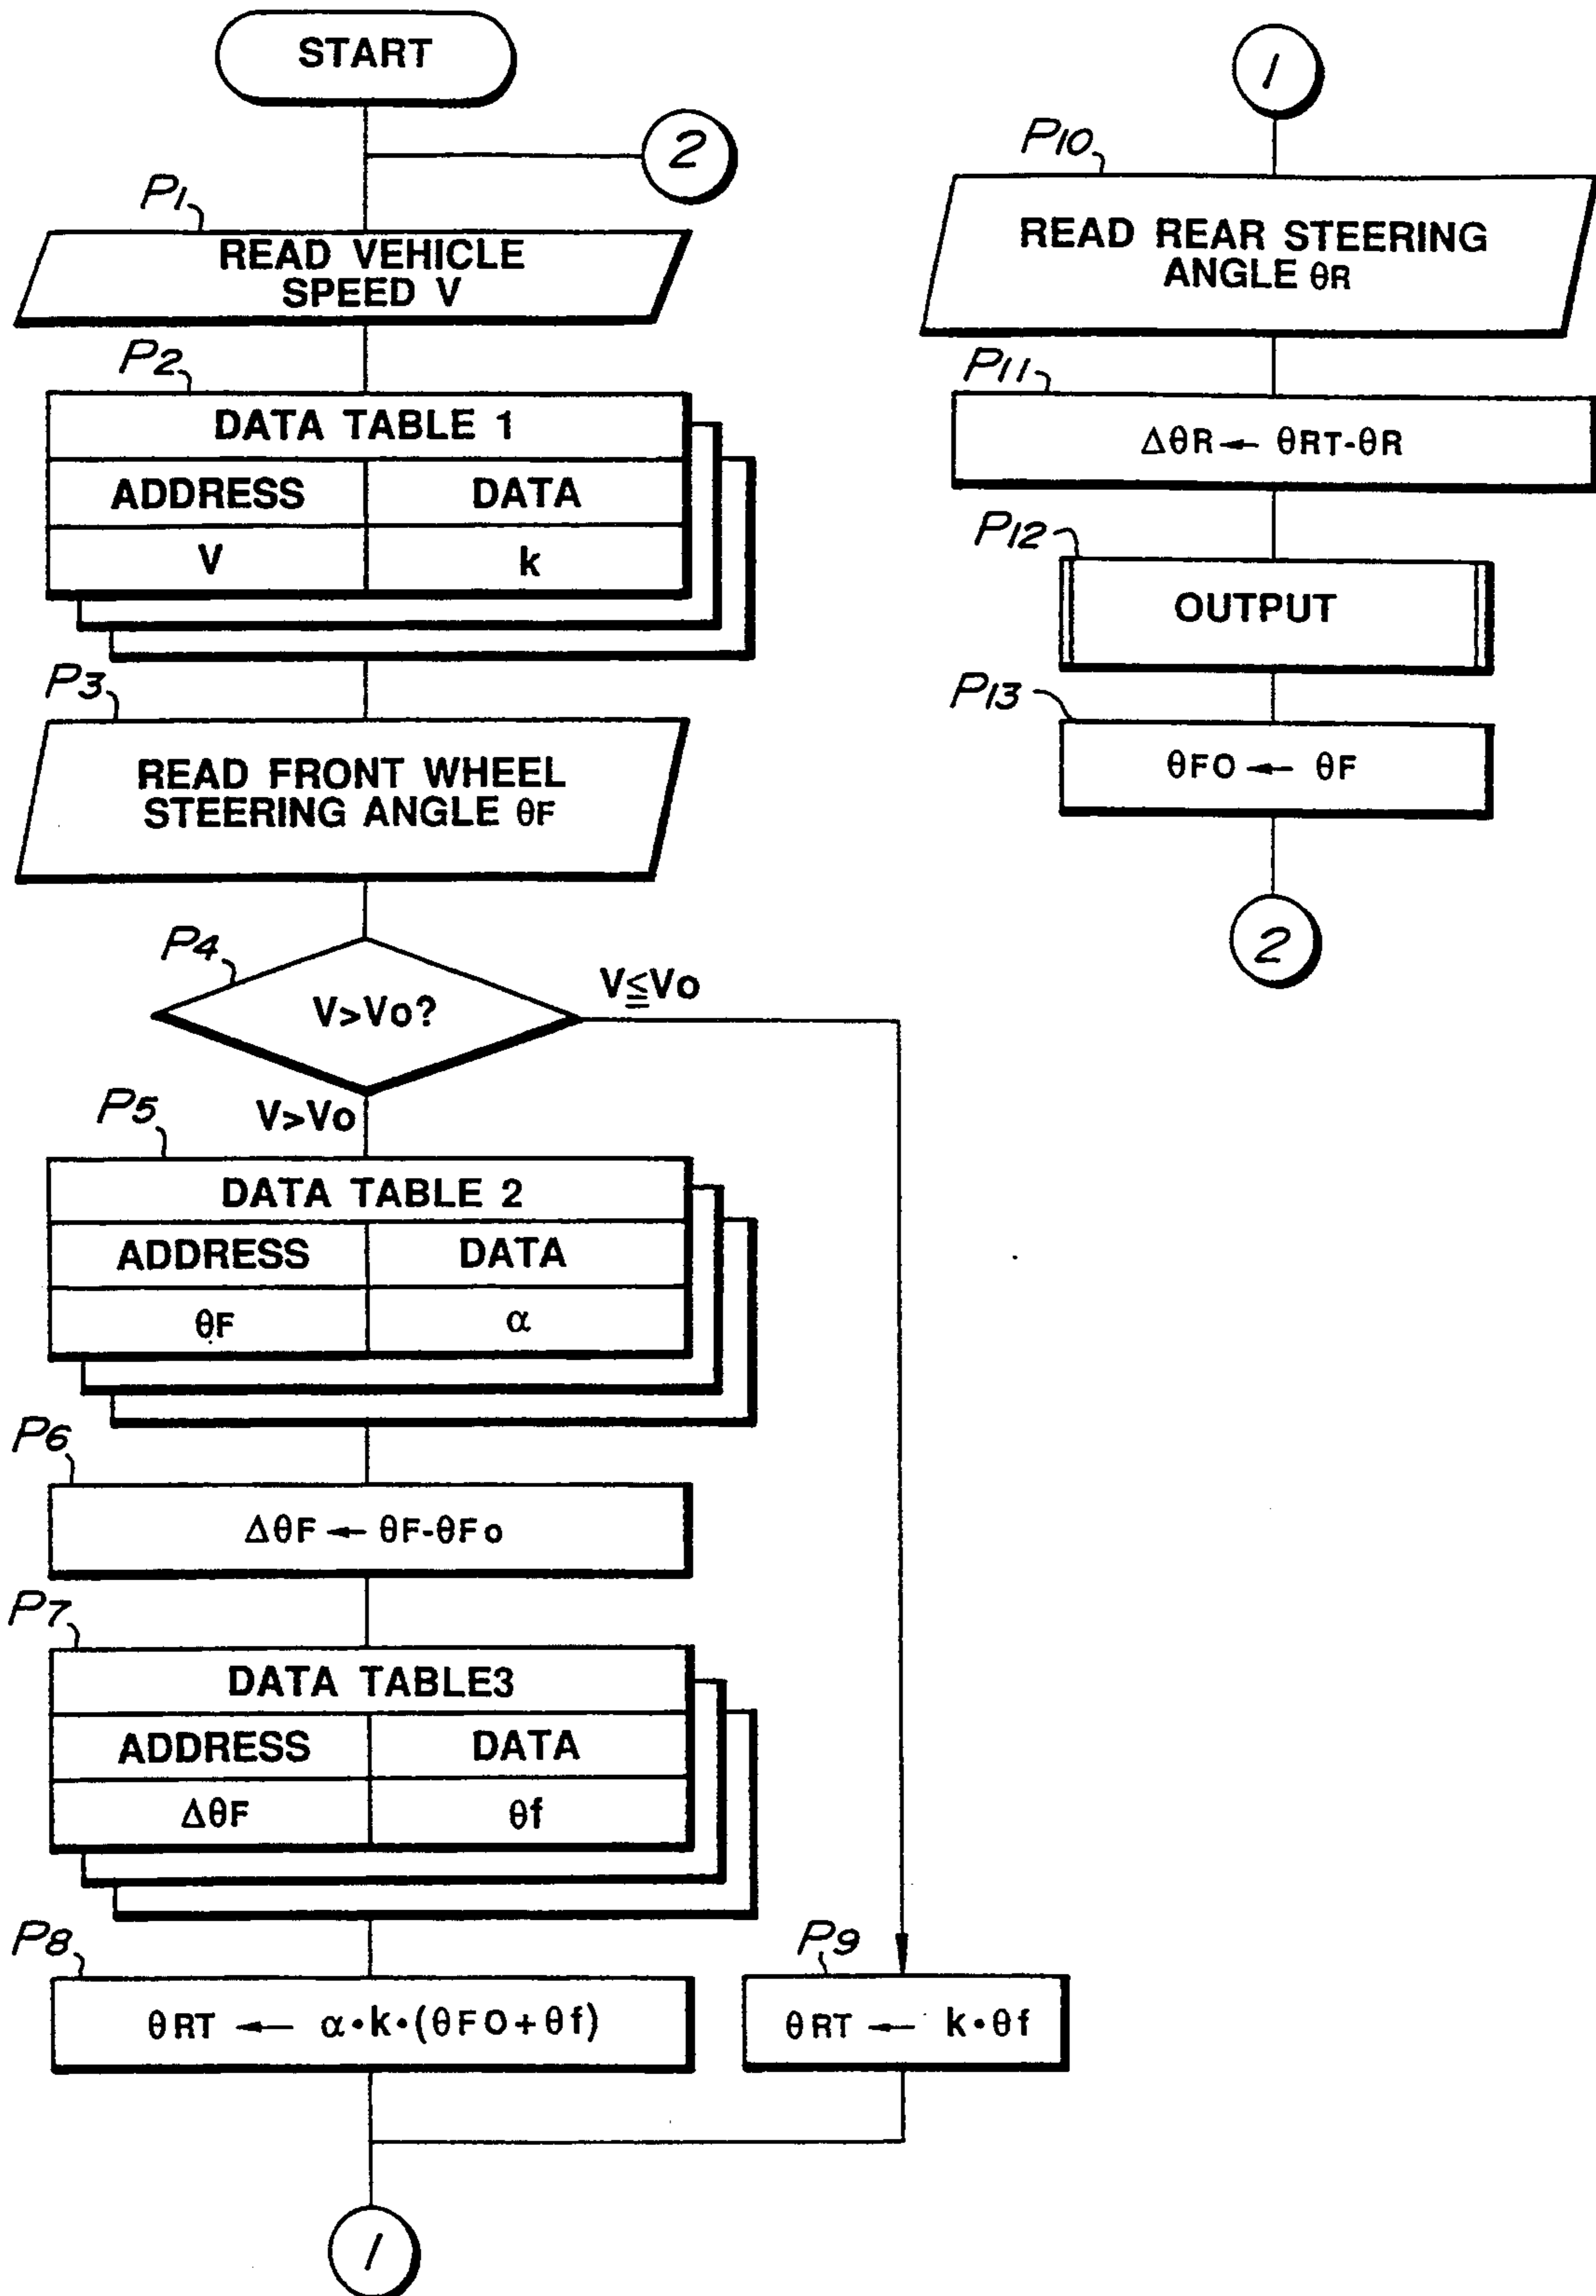 START
2
P1
READ VEHICLE
SPEED V
P2
DATA TABLE 1
ADDRESS DATA
V k
P3
READ FRONT WHEEL
STEERING ANGLE θF
P4
V>Vo?
V≦Vo
V>Vo
P5
DATA TABLE 2
ADDRESS DATA
θF α
P6
ΔθF ← θF-θFo
P7
DATA TABLE3
ADDRESS DATA
ΔθF θf
P8
θRT ← α・k・(θFO+θf)
P9
θRT ← k・θf
1
1
P10
READ REAR STEERING
ANGLE θR
P11
ΔθR ← θRT-θR
P12
OUTPUT
P13
θFO ← θF
2